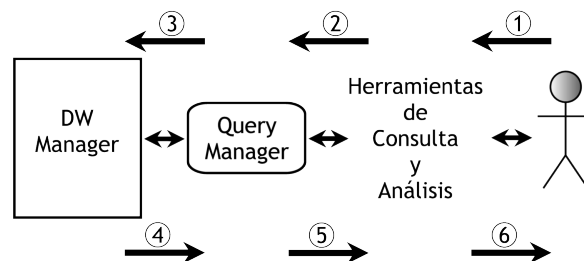 ③ ② ①
DW
Manager
Query
Manager
Herramientas
de
Consulta
y
Análisis
④ ⑤ ⑥